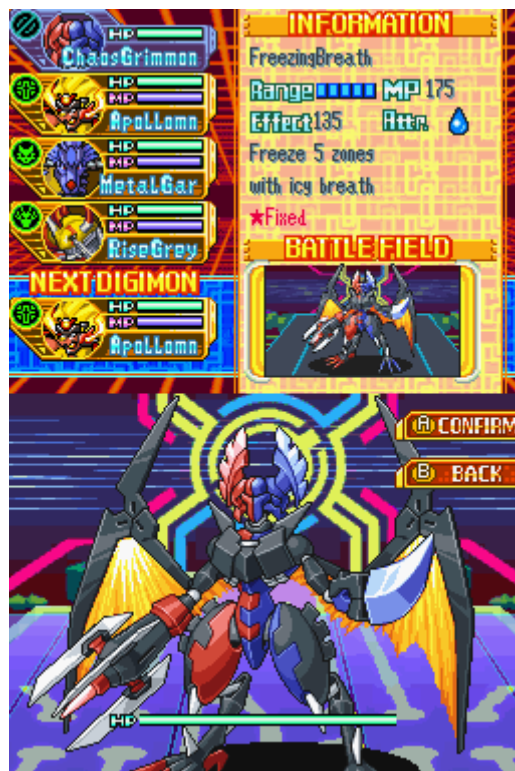 HP
ChaosGrimmon
HP
MP
Apollomn
HP
MP
MetalGar
HP
MP
RiseGrey
NEXT DIGIMON
HP
MP
Apollomn
INFORMATION
FreezingBreath
Range MP 175
Effect 135 Attr.
Freeze 5 zones
with icy breath
★Fixed
BATTLE FIELD
A CONFIRM
B BACK
HP